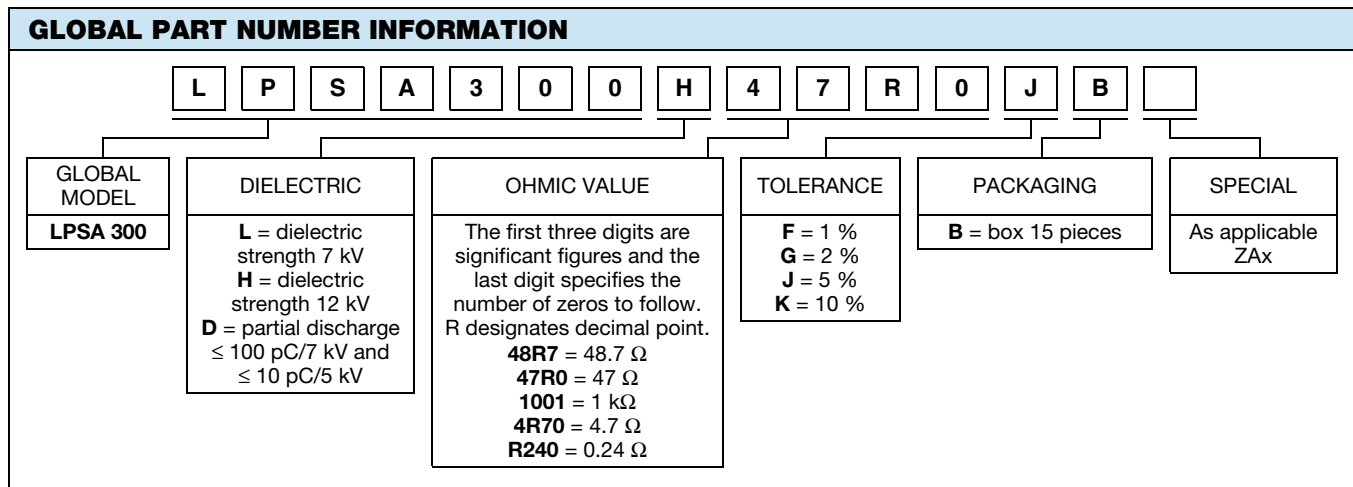 GLOBAL PART NUMBER INFORMATION
L P S A 3 0 0 H 4 7 R 0 J B
GLOBAL
MODEL
LPSA 300
DIELECTRIC
L = dielectric
strength 7 kV
H = dielectric
strength 12 kV
D = partial discharge
≤ 100 pC/7 kV and
≤ 10 pC/5 kV
OHMIC VALUE
The first three digits are
significant figures and the
last digit specifies the
number of zeros to follow.
R designates decimal point.
48R7 = 48.7 Ω
47R0 = 47 Ω
1001 = 1 kΩ
4R70 = 4.7 Ω
R240 = 0.24 Ω
TOLERANCE
F = 1 %
G = 2 %
J = 5 %
K = 10 %
PACKAGING
B = box 15 pieces
SPECIAL
As applicable
ZAx